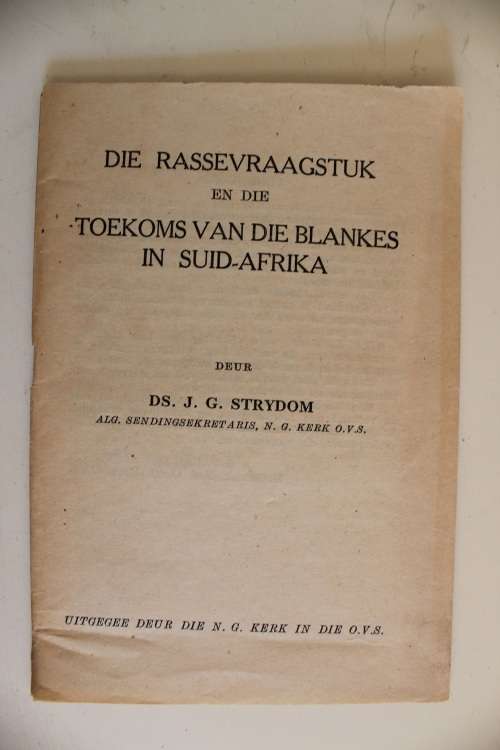 DIE RASSEVRAAGSTUK
EN DIE
TOEKOMS VAN DIE BLANKES
IN SUID-AFRIKA
DEUR
DS. J. G. STRYDOM
ALG. SENDINGSEKRETARIS, N. G. KERK O.V.S.
UITGEGEE DEUR DIE N. G. KERK IN DIE O.V.S.